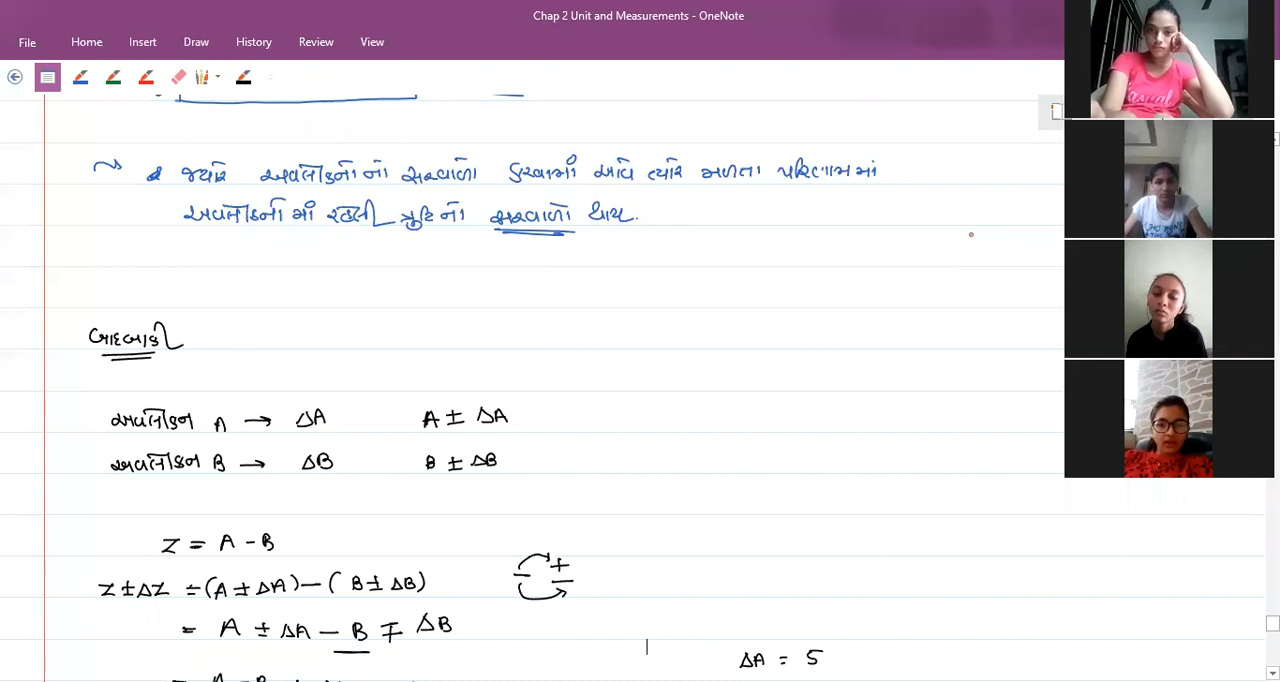 Chap 2 Unit and Measurements - OneNote
File Home Insert Draw History Review View
જ્યારે અવલોકનોનો સરવાળો કરવામાં આવે ત્યારે મળતા પરિણામમાં
અવલોકનો માં રહેલી ત્રુટિ નો સરવાળો થાય.
બાદબાકી
અવલોકન A → ΔA A ± ΔA
અવલોકન B → ΔB B ± ΔB
Z = A - B
Z ± ΔZ = (A ± ΔA) - (B ± ΔB)
- +
-
= A ± ΔA - B ∓ ΔB
ΔA = 5